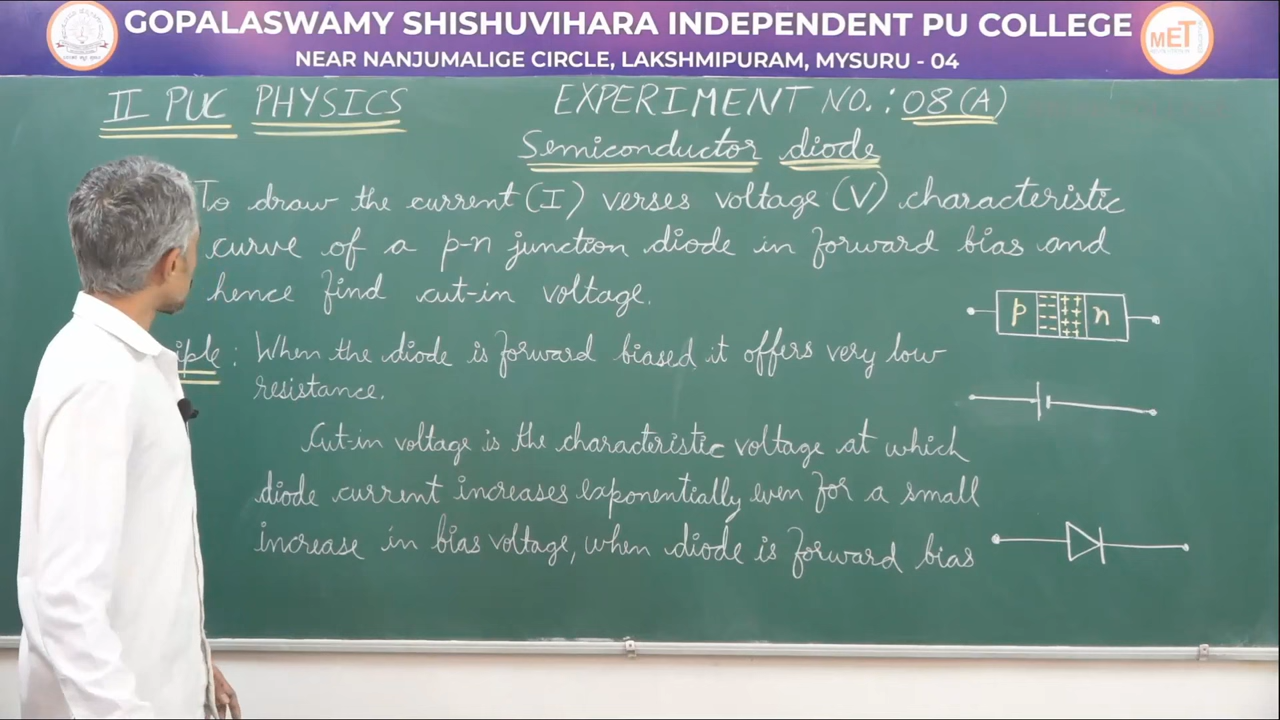 GOPALASWAMY SHISHUVIHARA INDEPENDENT PU COLLEGE
NEAR NANJUMALIGE CIRCLE, LAKSHMIPURAM, MYSURU - 04
MET
II PUC PHYSICS
EXPERIMENT NO.: 08(A)
Semiconductor diode
To draw the current (I) verses voltage (V) characteristic
curve of a p-n junction diode in forward bias and
hence find cut-in voltage.
iple : When the diode is forward biased, it offers very low
resistance.
Cut-in voltage is the characteristic voltage at which
diode current increases exponentially even for a small
increase in bias voltage, when diode is forward bias
p -- ++ n
-- ++
-- ++
-- ++